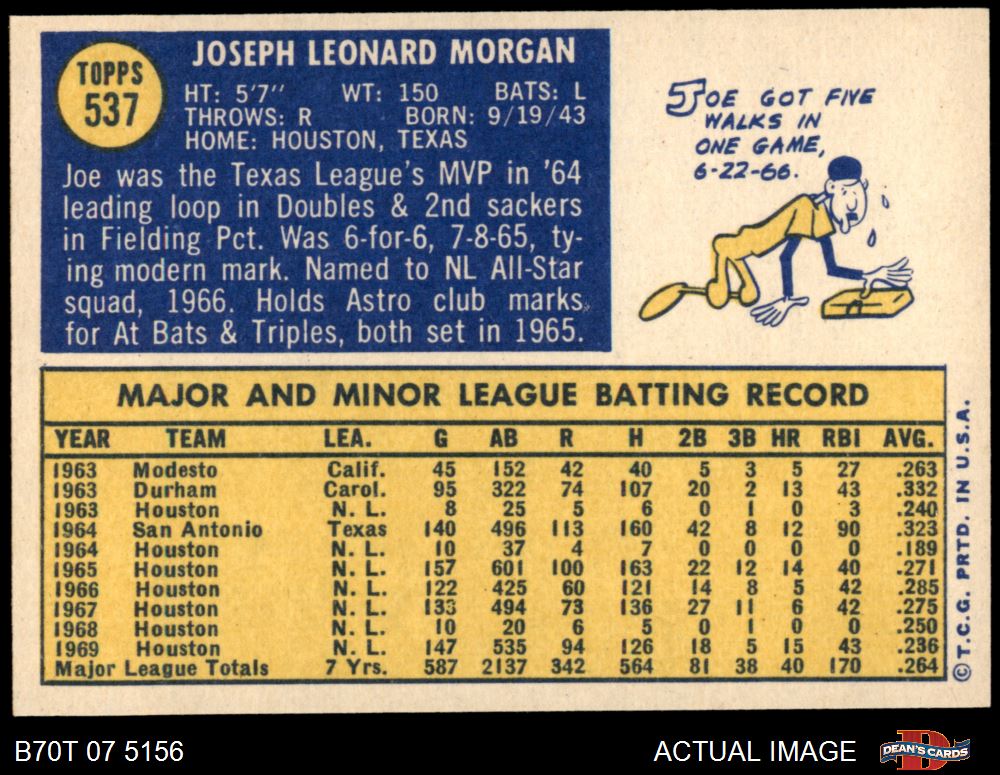 TOPPS
537
JOSEPH LEONARD MORGAN
HT: 5'7'' WT: 150 BATS: L
THROWS: R BORN: 9/19/43
HOME: HOUSTON, TEXAS
Joe was the Texas League's MVP in '64
leading loop in Doubles & 2nd sackers
in Fielding Pct. Was 6-for-6, 7-8-65, ty-
ing modern mark. Named to NL All-Star
squad, 1966. Holds Astro club marks
for At Bats & Triples, both set in 1965.
JOE GOT FIVE
WALKS IN
ONE GAME,
6-22-66.
MAJOR AND MINOR LEAGUE BATTING RECORD
YEAR TEAM LEA. G AB R H 2B 3B HR RBI AVG.
1963 Modesto Calif. 45 152 42 40 5 3 5 27 .263
1963 Durham Carol. 95 322 74 107 20 2 13 43 .332
1963 Houston N. L. 8 25 5 6 0 1 0 3 .240
1964 San Antonio Texas 140 496 113 160 42 8 12 90 .323
1964 Houston N. L. 10 37 4 7 0 0 0 0 .189
1965 Houston N. L. 157 601 100 163 22 12 14 40 .271
1966 Houston N. L. 122 425 60 121 14 8 5 42 .285
1967 Houston N. L. 133 494 73 136 27 11 6 42 .275
1968 Houston N. L. 10 20 6 5 0 1 0 0 .250
1969 Houston N. L. 147 535 94 126 18 5 15 43 .236
Major League Totals 7 Yrs. 587 2137 342 564 81 38 40 170 .264
© T.C.G. PRTD. IN U.S.A.
B70T 07 5156
ACTUAL IMAGE
DEAN'S CARDS